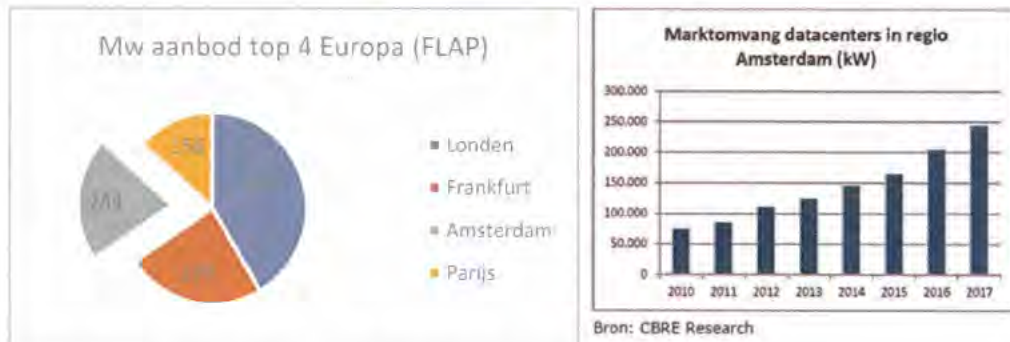 Mw aanbod top 4 Europa (FLAP)
Londen
Frankfurt
Amsterdam
Parijs
Marktomvang datacenters in regio
Amsterdam (kW)
300.000
250.000
200.000
150.000
100.000
50.000
0
2010 2011 2012 2013 2014 2015 2016 2017
Bron: CBRE Research